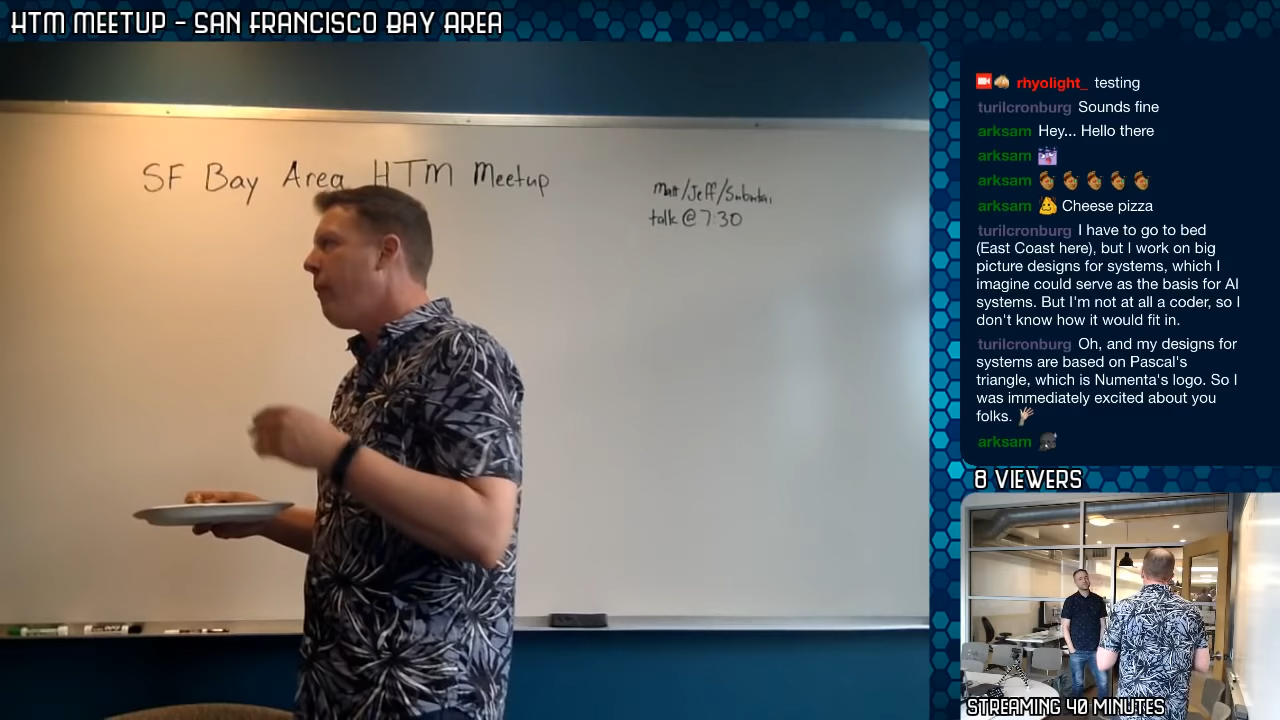 HTM MEETUP - SAN FRANCISCO BAY AREA
SF Bay Area HTM Meetup
Matt/Jeff/Subutai
talk @ 7:30
rhyolight_ testing
turilcronburg Sounds fine
arksam Hey... Hello there
arksam
arksam
arksam Cheese pizza
turilcronburg I have to go to bed
(East Coast here), but I work on big
picture designs for systems, which I
imagine could serve as the basis for AI
systems. But I'm not at all a coder, so I
don't know how it would fit in.
turilcronburg Oh, and my designs for
systems are based on Pascal's
triangle, which is Numenta's logo. So I
was immediately excited about you
folks.
arksam
8 VIEWERS
STREAMING 40 MINUTES